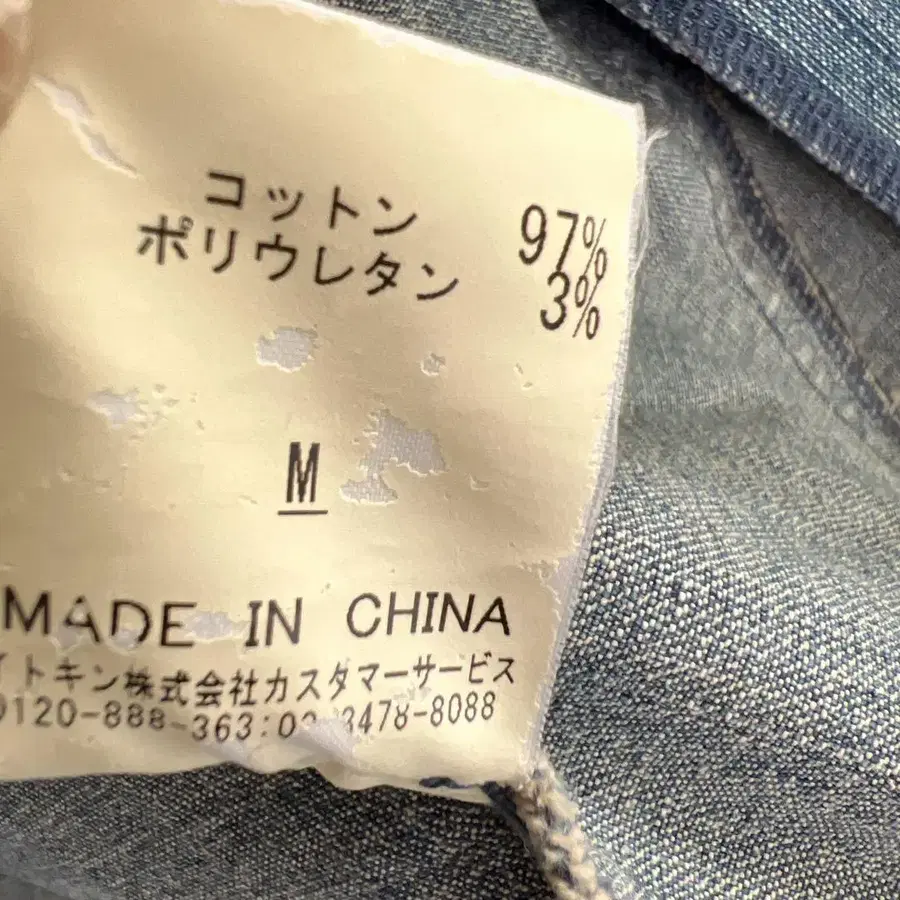 コットン 97%
ポリウレタン 3%
M
MADE IN CHINA
イトキン株式会社カスタマーサービス
0120-888-363:03 3478-8088